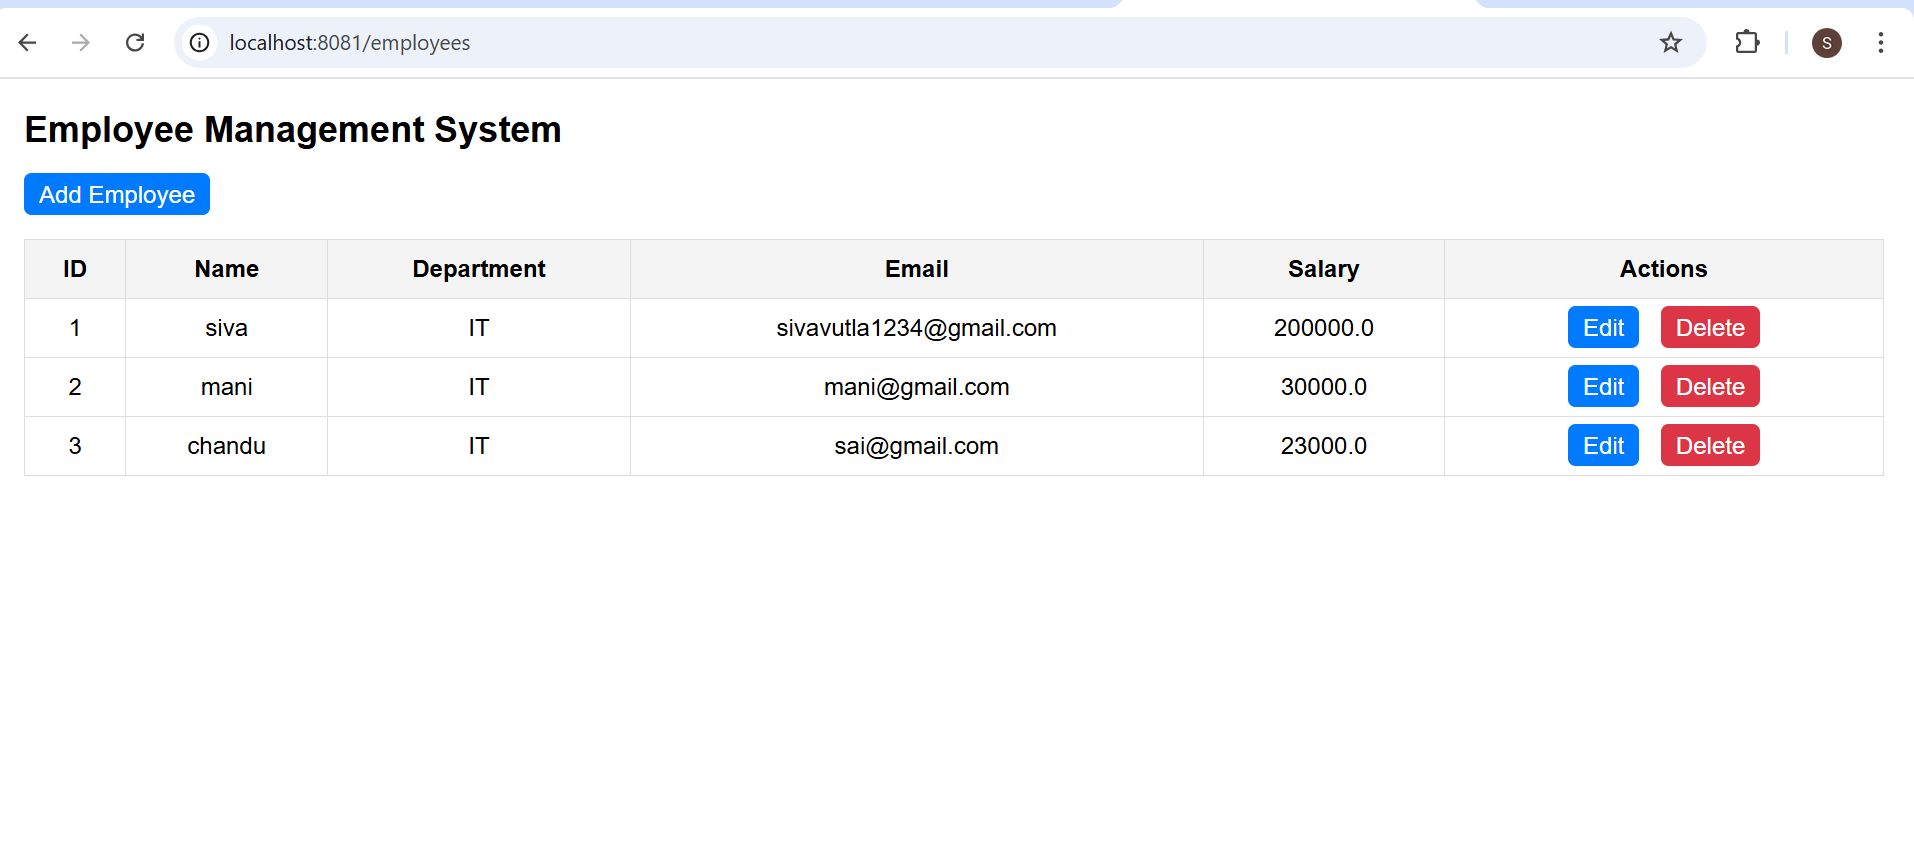 localhost:8081/employees
S
Employee Management System
Add Employee
ID Name Department Email Salary Actions
1 siva IT sivavutla1234@gmail.com 200000.0 Edit Delete
2 mani IT mani@gmail.com 30000.0 Edit Delete
3 chandu IT sai@gmail.com 23000.0 Edit Delete